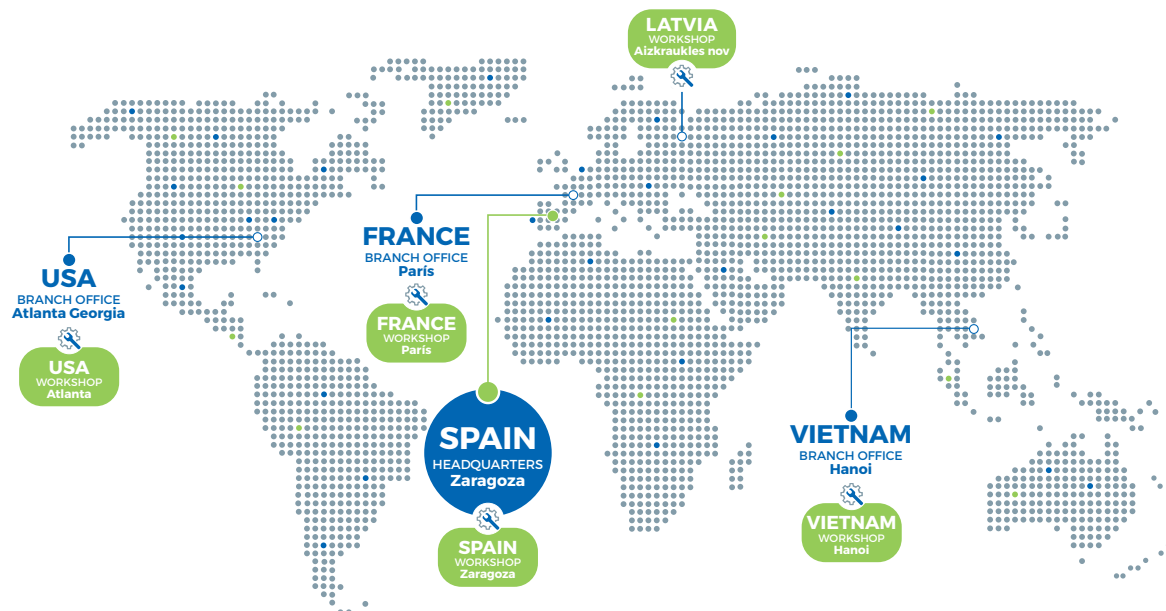 LATVIA
WORKSHOP
Aizkraukles nov
USA
BRANCH OFFICE
Atlanta Georgia
USA
WORKSHOP
Atlanta
FRANCE
BRANCH OFFICE
París
FRANCE
WORKSHOP
París
SPAIN
HEADQUARTERS
Zaragoza
SPAIN
WORKSHOP
Zaragoza
VIETNAM
BRANCH OFFICE
Hanoi
VIETNAM
WORKSHOP
Hanoi